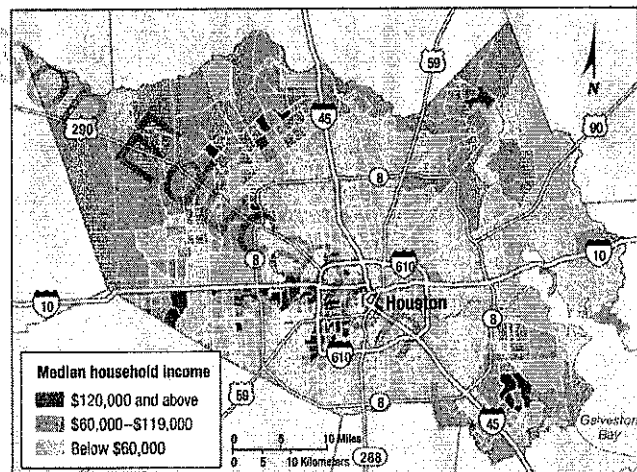 59
45
N
290
90
8
8
610
10
Houston
10
8
610
Median household income
$120,000 and above
$60,000–$119,000
Below $60,000
59
8
45
Galveston
Bay
0 5 10 Miles
0 5 10 Kilometers
288